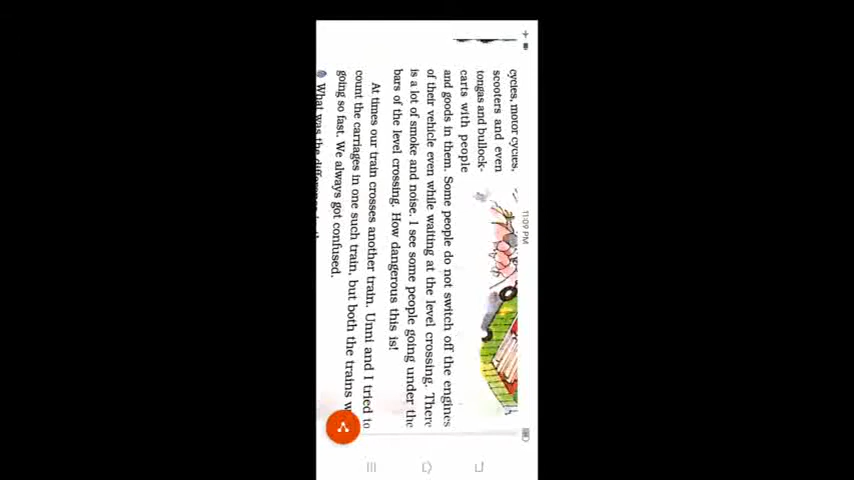 11:09 PM
cycles, motor cycles,
scooters and even
tongas and bullock-
carts with people
and goods in them. Some people do not switch off the engines
of their vehicle even while waiting at the level crossing. There
is a lot of smoke and noise. I see some people going under the
bars of the level crossing. How dangerous this is!
At times our train crosses another train. Unni and I tried to
count the carriages in one such train, but both the trains w
going so fast. We always got confused.
What was the